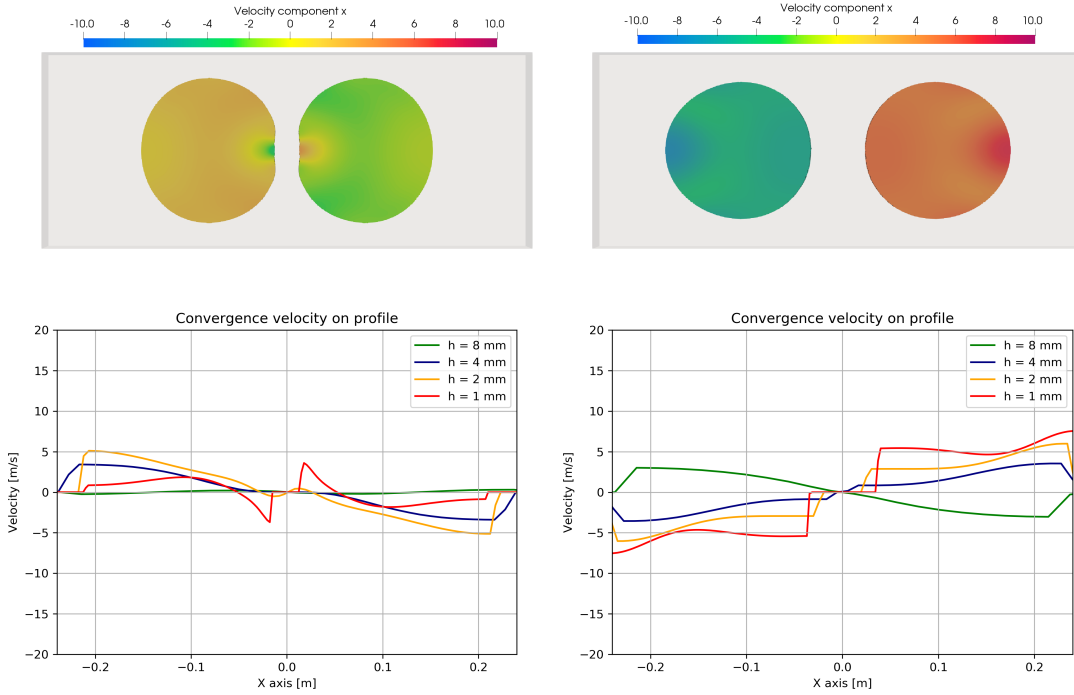 Velocity component x
-10.0 -8 -6 -4 -2 0 2 4 6 8 10.0
Velocity component x
-10.0 -8 -6 -4 -2 0 2 4 6 8 10.0
Convergence velocity on profile
h = 8 mm
h = 4 mm
h = 2 mm
h = 1 mm
20
15
10
5
0
−5
−10
−15
−20
Velocity [m/s]
−0.2 −0.1 0.0 0.1 0.2
X axis [m]
Convergence velocity on profile
h = 8 mm
h = 4 mm
h = 2 mm
h = 1 mm
20
15
10
5
0
−5
−10
−15
−20
Velocity [m/s]
−0.2 −0.1 0.0 0.1 0.2
X axis [m]